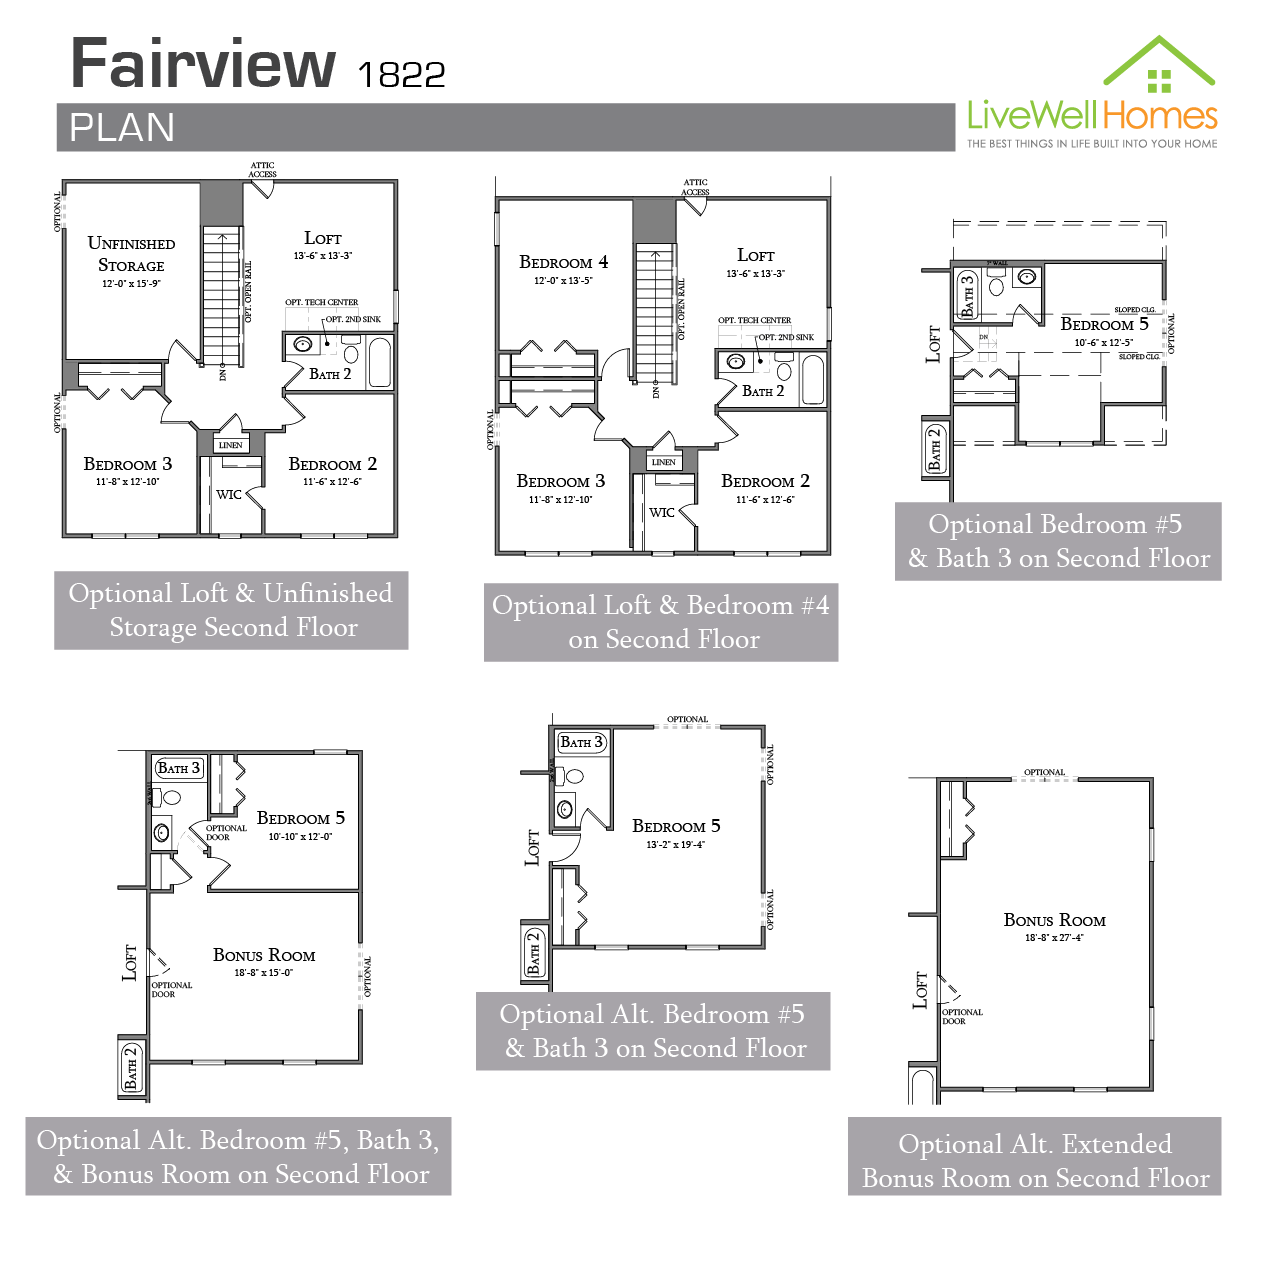 Fairview 1822
PLAN
LiveWell Homes
THE BEST THINGS IN LIFE BUILT INTO YOUR HOME
ATTIC
ACCESS
OPTIONAL
UNFINISHED
STORAGE
12'-0" x 15'-9"
LOFT
13'-6" x 13'-3"
OPT. OPEN RAIL
OPT. TECH CENTER
OPT. 2ND SINK
DN
BATH 2
OPTIONAL
LINEN
BEDROOM 3
11'-8" x 12'-10"
WIC
BEDROOM 2
11'-6" x 12'-6"
Optional Loft & Unfinished
Storage Second Floor
ATTIC
ACCESS
BEDROOM 4
12'-0" x 13'-5"
LOFT
13'-6" x 13'-3"
OPT. OPEN RAIL
OPT. TECH CENTER
OPT. 2ND SINK
DN
BATH 2
OPTIONAL
LINEN
BEDROOM 3
11'-8" x 12'-10"
WIC
BEDROOM 2
11'-6" x 12'-6"
Optional Loft & Bedroom #4
on Second Floor
BATH 3
SLOPED CLG.
BEDROOM 5
10'-6" x 12'-5"
SLOPED CLG.
OPTIONAL
LOFT
DN
BATH 2
Optional Bedroom #5
& Bath 3 on Second Floor
BATH 3
BEDROOM 5
10'-10" x 12'-0"
OPTIONAL
DOOR
BONUS ROOM
18'-8" x 15'-0"
LOFT
OPTIONAL
DOOR
OPTIONAL
BATH 2
Optional Alt. Bedroom #5, Bath 3,
& Bonus Room on Second Floor
OPTIONAL
BATH 3
OPTIONAL
BEDROOM 5
13'-2" x 19'-4"
LOFT
OPTIONAL
BATH 2
Optional Alt. Bedroom #5
& Bath 3 on Second Floor
OPTIONAL
BONUS ROOM
18'-8" x 27'-4"
LOFT
OPTIONAL
DOOR
Optional Alt. Extended
Bonus Room on Second Floor